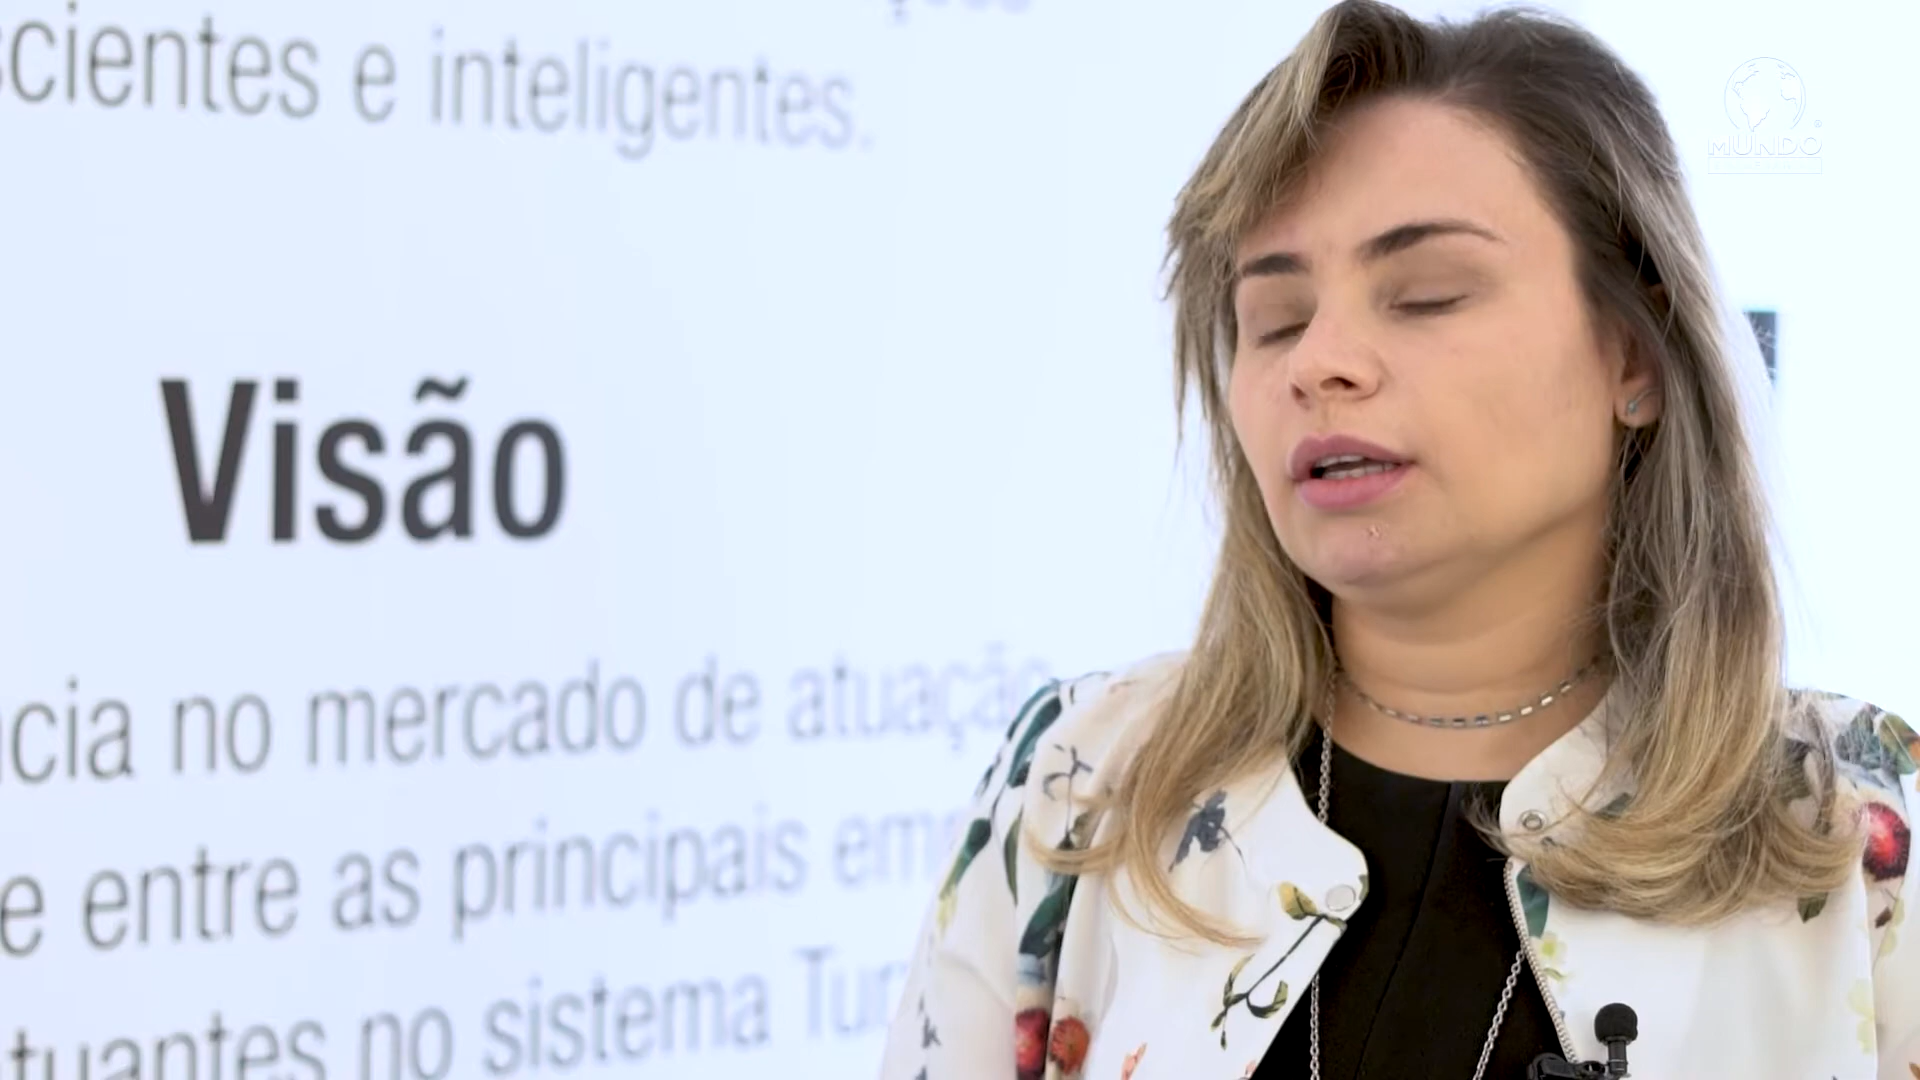 scientes e inteligentes.
MUNDO
Visão
ncia no mercado de atuação
e entre as principais em
tuantes no sistema Tur